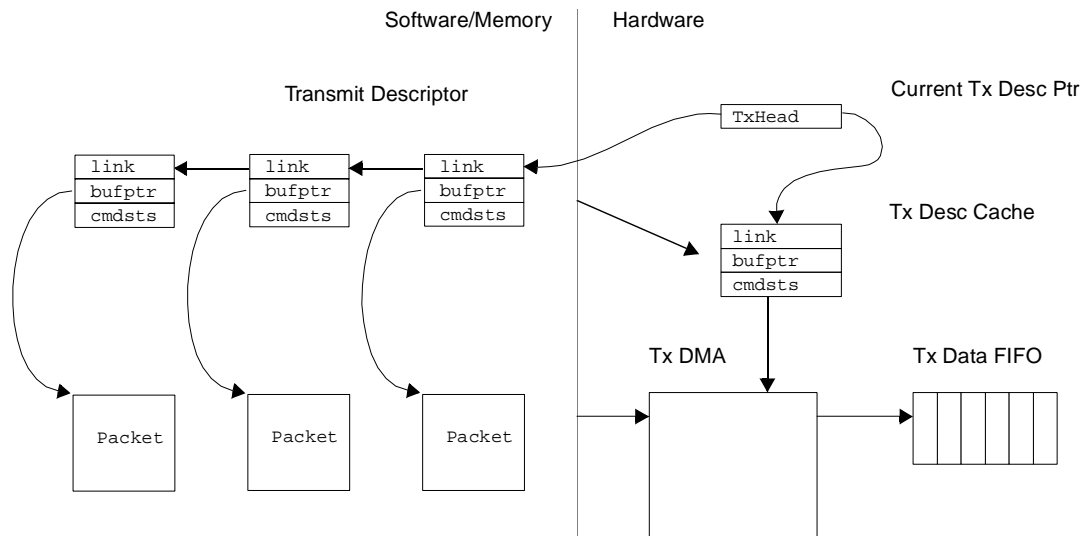 Software/Memory
Hardware
Transmit Descriptor
Current Tx Desc Ptr
TxHead
link
link
link
bufptr
bufptr
bufptr
cmdsts
cmdsts
cmdsts
Tx Desc Cache
link
bufptr
cmdsts
Tx DMA
Tx Data FIFO
Packet
Packet
Packet